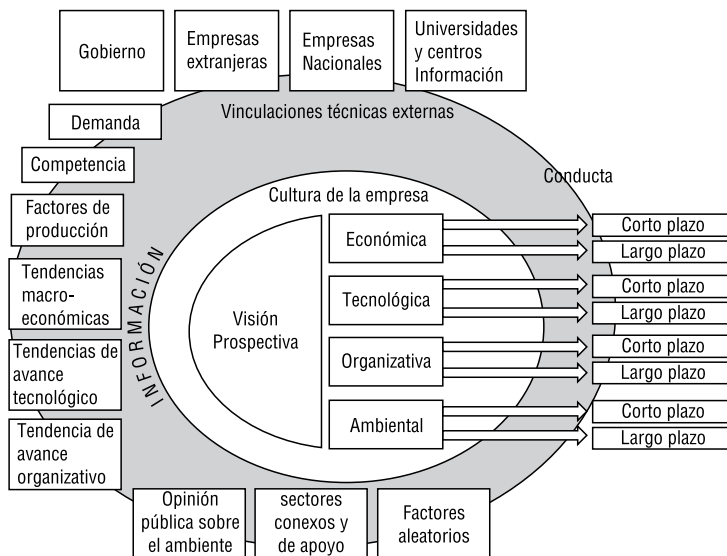 Gobierno
Empresas
extranjeras
Empresas
Nacionales
Universidades
y centros
Información
Vinculaciones técnicas externas
Demanda
Competencia
Factores de
producción
Tendencias
macro-
económicas
Tendencias de
avance
tecnológico
Tendencia de
avance
organizativo
INFORMACIÓN
Cultura de la empresa
Conducta
Visión
Prospectiva
Económica
Corto plazo
Largo plazo
Tecnológica
Corto plazo
Largo plazo
Organizativa
Corto plazo
Largo plazo
Ambiental
Corto plazo
Largo plazo
Opinión
pública sobre
el ambiente
sectores
conexos y
de apoyo
Factores
aleatorios